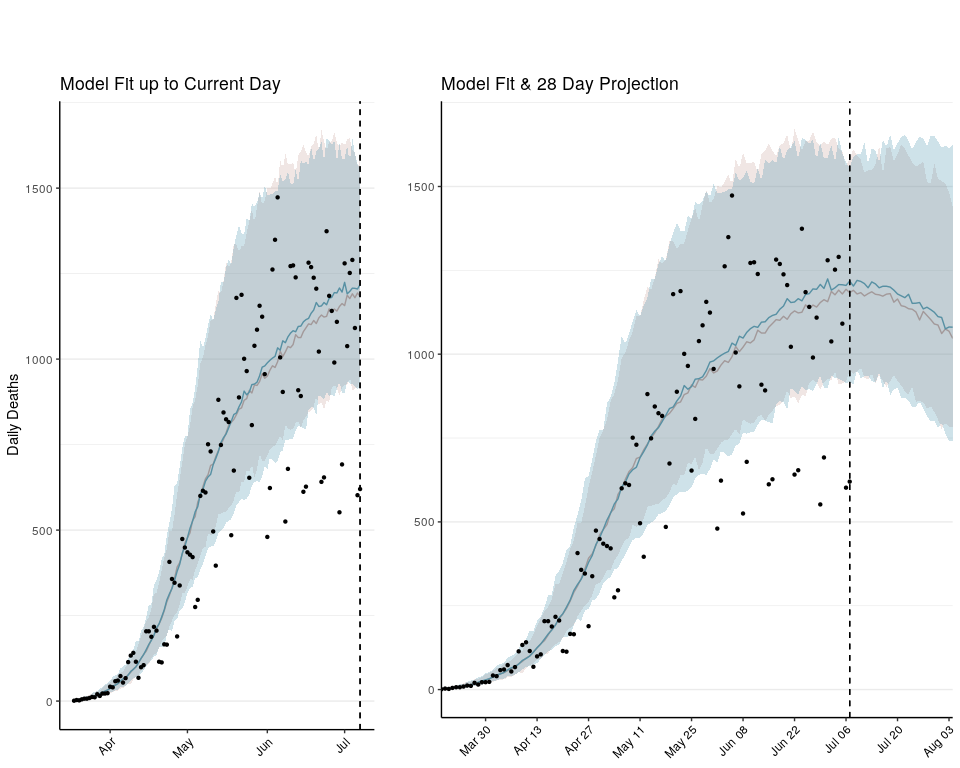 Model Fit up to Current Day
Model Fit & 28 Day Projection
Daily Deaths
1500
1000
500
0
Apr
May
Jun
Jul
1500
1000
500
0
Mar 30
Apr 13
Apr 27
May 11
May 25
Jun 08
Jun 22
Jul 06
Jul 20
Aug 03